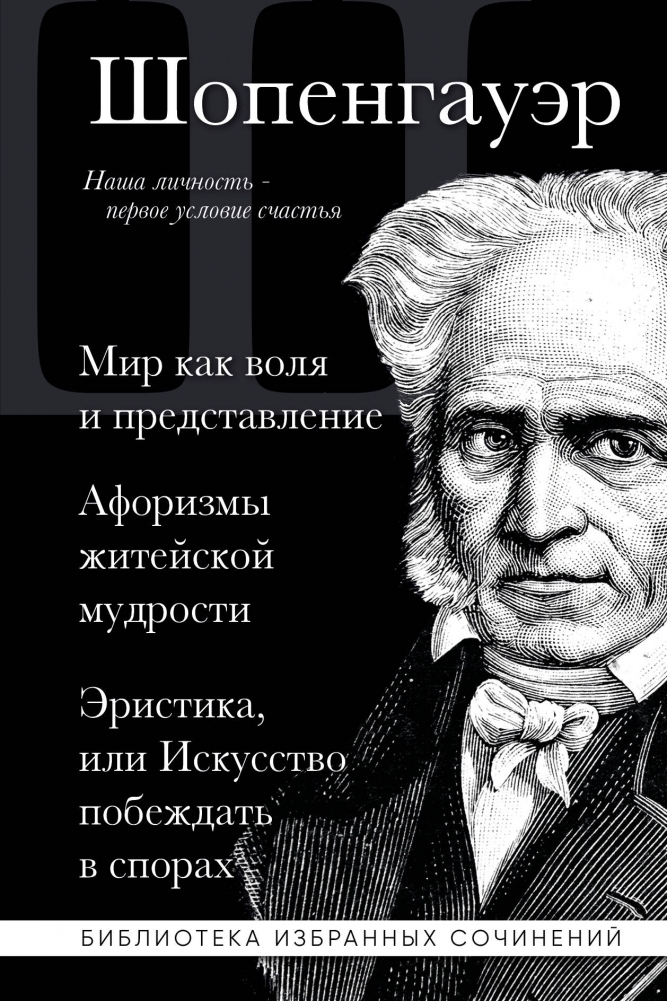 Шопенгауэр
Наша личность -
первое условие счастья
Мир как воля
и представление
Афоризмы
житейской
мудрости
Эристика,
или Искусство
побеждать
в спорах
БИБЛИОТЕКА ИЗБРАННЫХ СОЧИНЕНИЙ